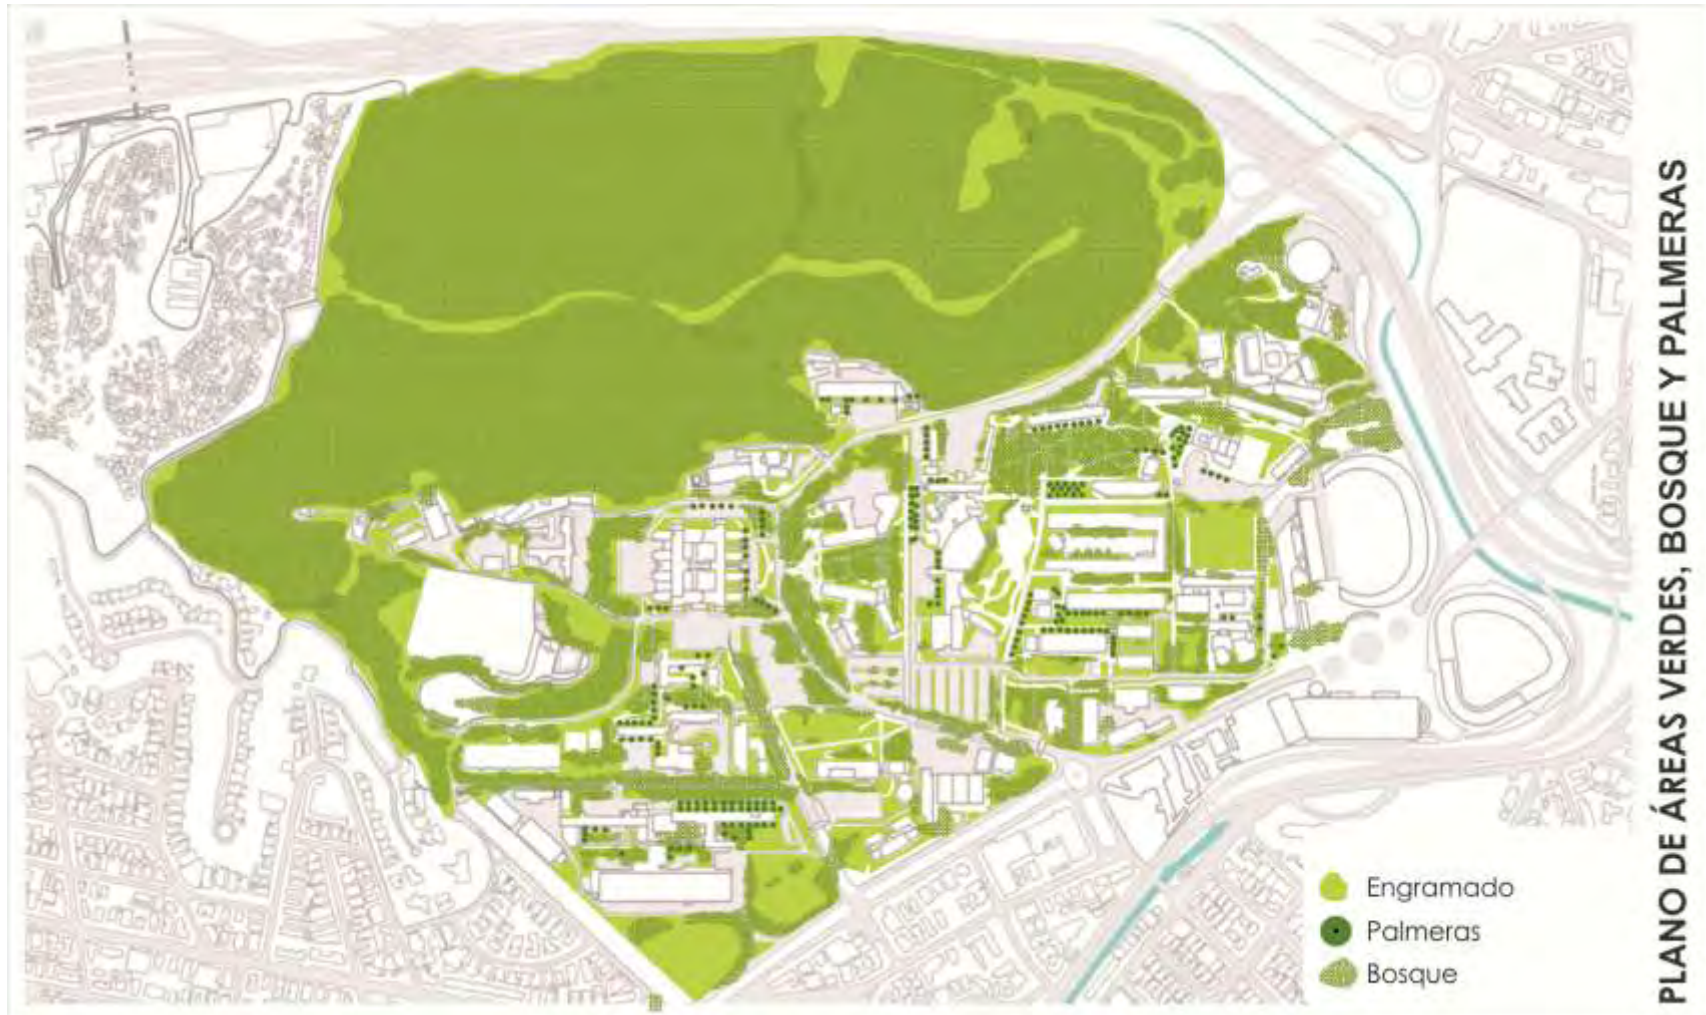 PLANO DE ÁREAS VERDES, BOSQUE Y PALMERAS
Engramado
Palmeras
Bosque